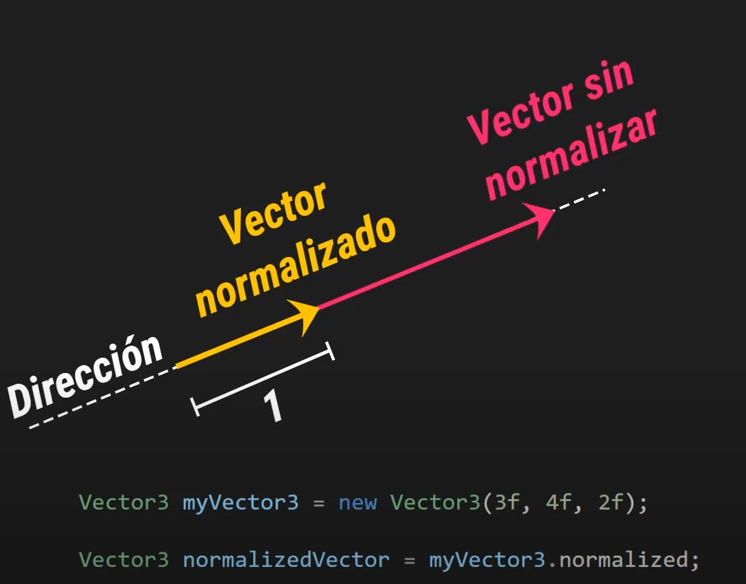 Vector sin
normalizar
Vector
normalizado
Dirección
1
Vector3 myVector3 = new Vector3(3f, 4f, 2f);
Vector3 normalizedVector = myVector3.normalized;